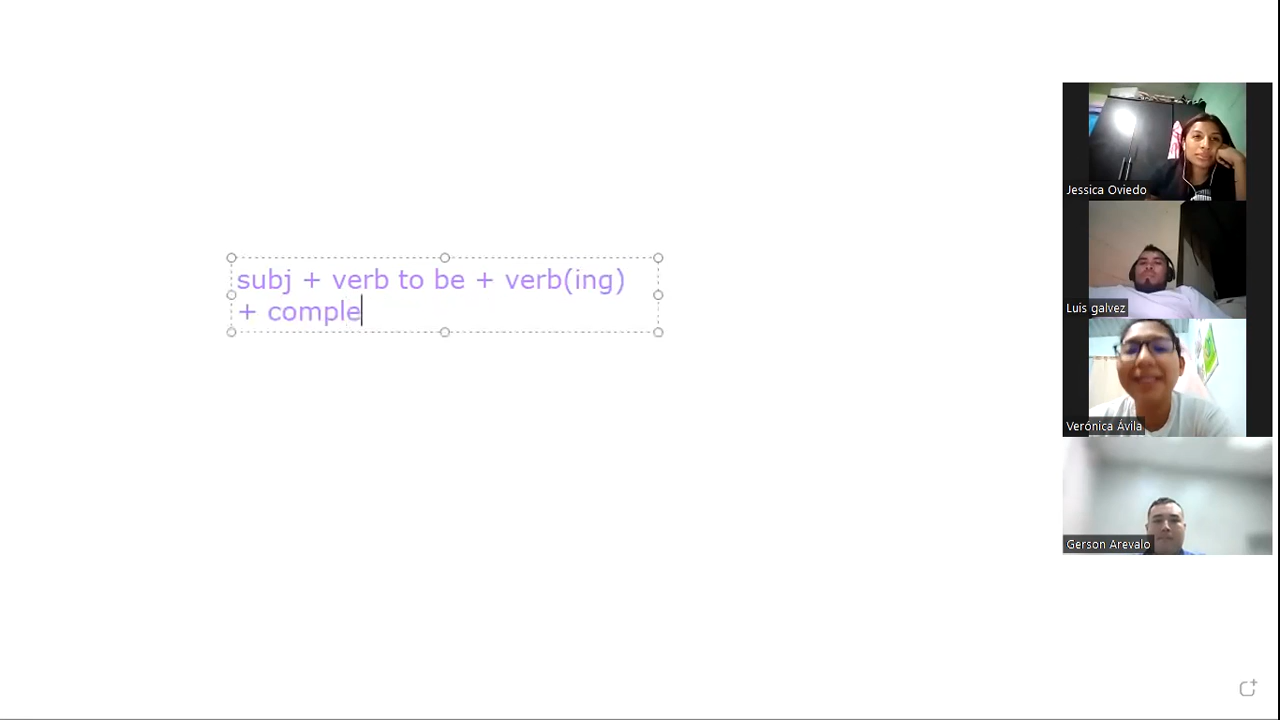 subj + verb to be + verb(ing)
+ comple
Jessica Oviedo
Luis galvez
Verónica Ávila
Gerson Arevalo